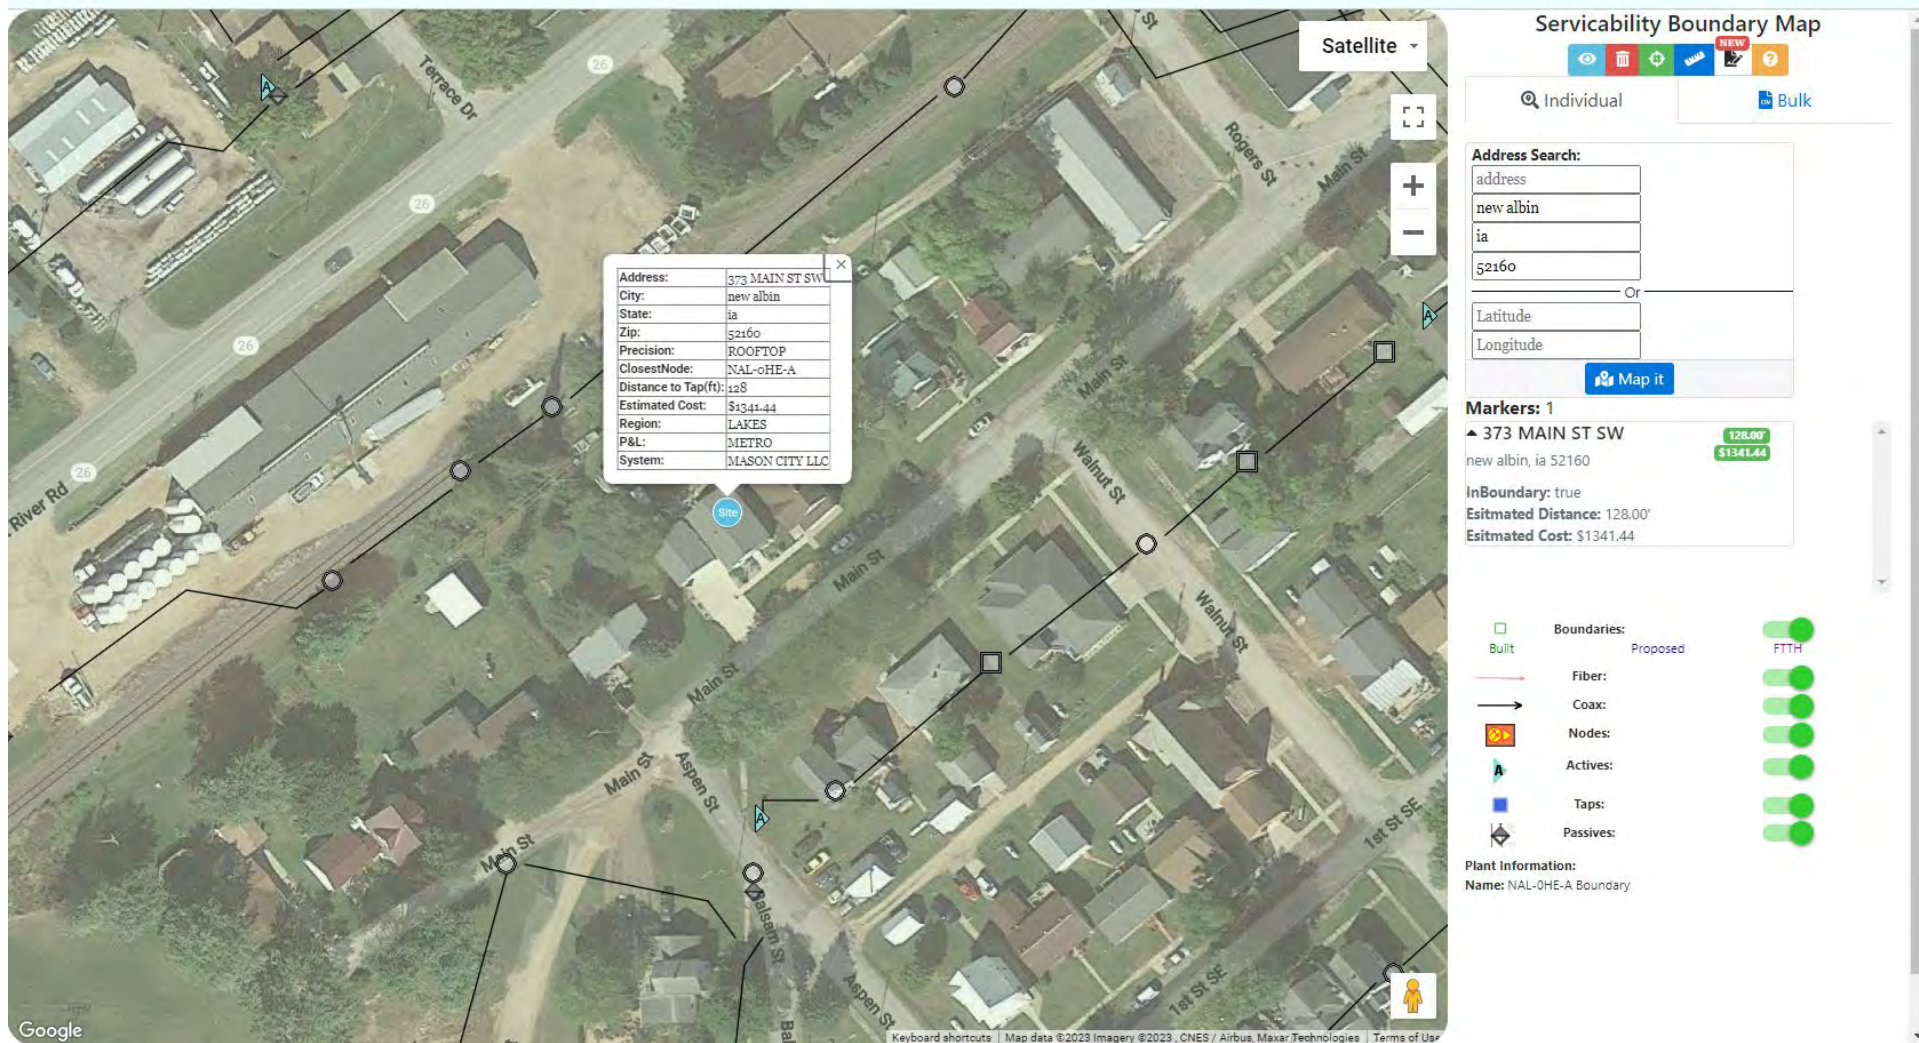 Terrace Dr
26
26
26
26
River Rd
Rogers St
Main St
St
A
A
Satellite
Address: 373 MAIN ST SW
City: new albin
State: ia
Zip: 52160
Precision: ROOFTOP
ClosestNode: NAL-0HE-A
Distance to Tap(ft): 128
Estimated Cost: $1341.44
Region: LAKES
P&L: METRO
System: MASON CITY LLC
Site
Main St
Walnut St
Main St
Walnut St
Main St
Main St
Aspen St
A
Main St
Balsam St
1st St SE
Aspen St
1st St SE
Bal
Google
Keyboard shortcuts
Map data ©2023 Imagery ©2023 , CNES / Airbus, Maxar Technologies
Terms of Use
Servicability Boundary Map
NEW
Individual
CSV Bulk
Address Search:
address
new albin
ia
52160
Or
Latitude
Longitude
Map it
Markers: 1
373 MAIN ST SW 128.00'
new albin, ia 52160 $1341.44
InBoundary: true
Esitmated Distance: 128.00'
Esitmated Cost: $1341.44
Boundaries:
Built Proposed FTTH
Fiber:
Coax:
Nodes:
A Actives:
Taps:
Passives:
Plant Information:
Name: NAL-0HE-A Boundary